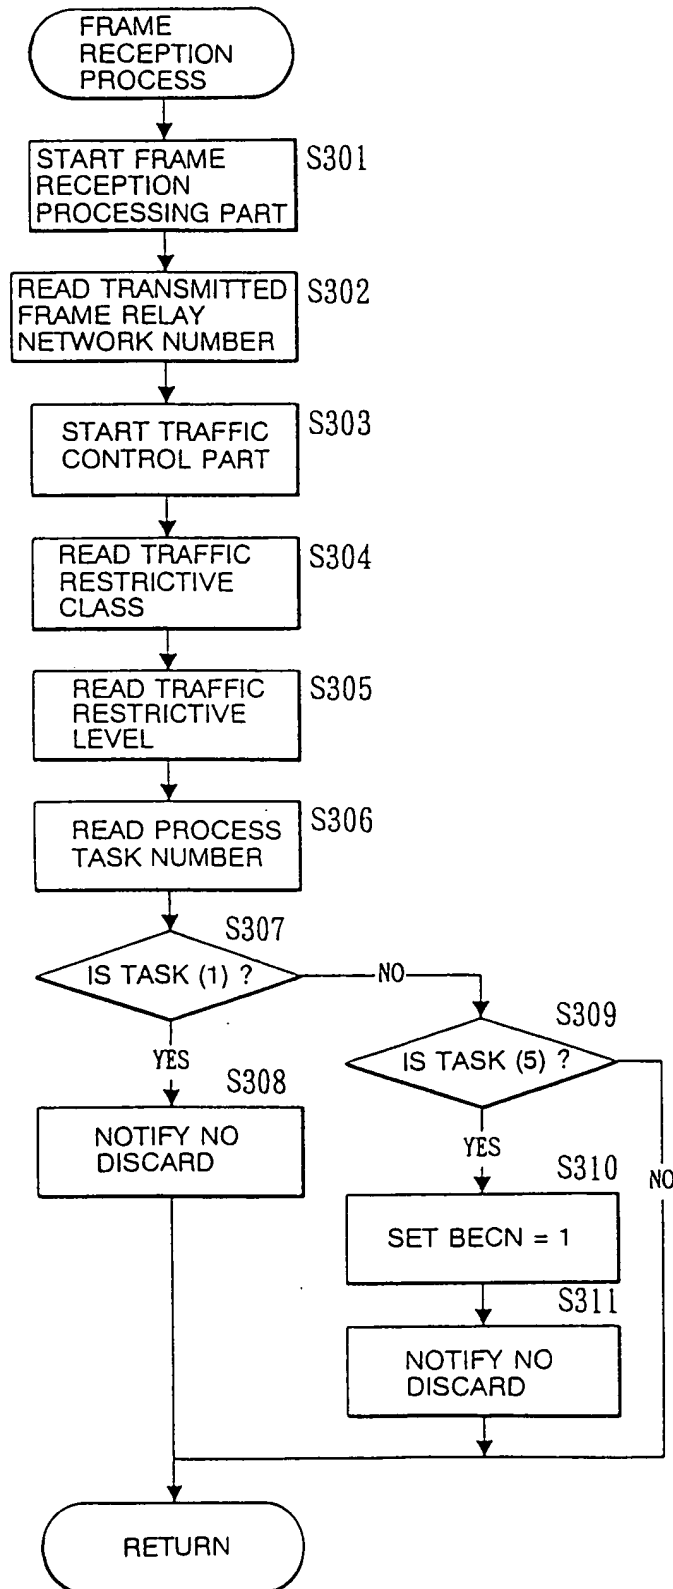 FRAME
RECEPTION
PROCESS
START FRAME
RECEPTION
PROCESSING PART
S301
READ TRANSMITTED
FRAME RELAY
NETWORK NUMBER
S302
START TRAFFIC
CONTROL PART
S303
READ TRAFFIC
RESTRICTIVE
CLASS
S304
READ TRAFFIC
RESTRICTIVE
LEVEL
S305
READ PROCESS
TASK NUMBER
S306
S307
IS TASK (1) ?
NO
YES
S309
IS TASK (5) ?
S308
NOTIFY NO
DISCARD
YES
NO
S310
SET BECN = 1
S311
NOTIFY NO
DISCARD
RETURN